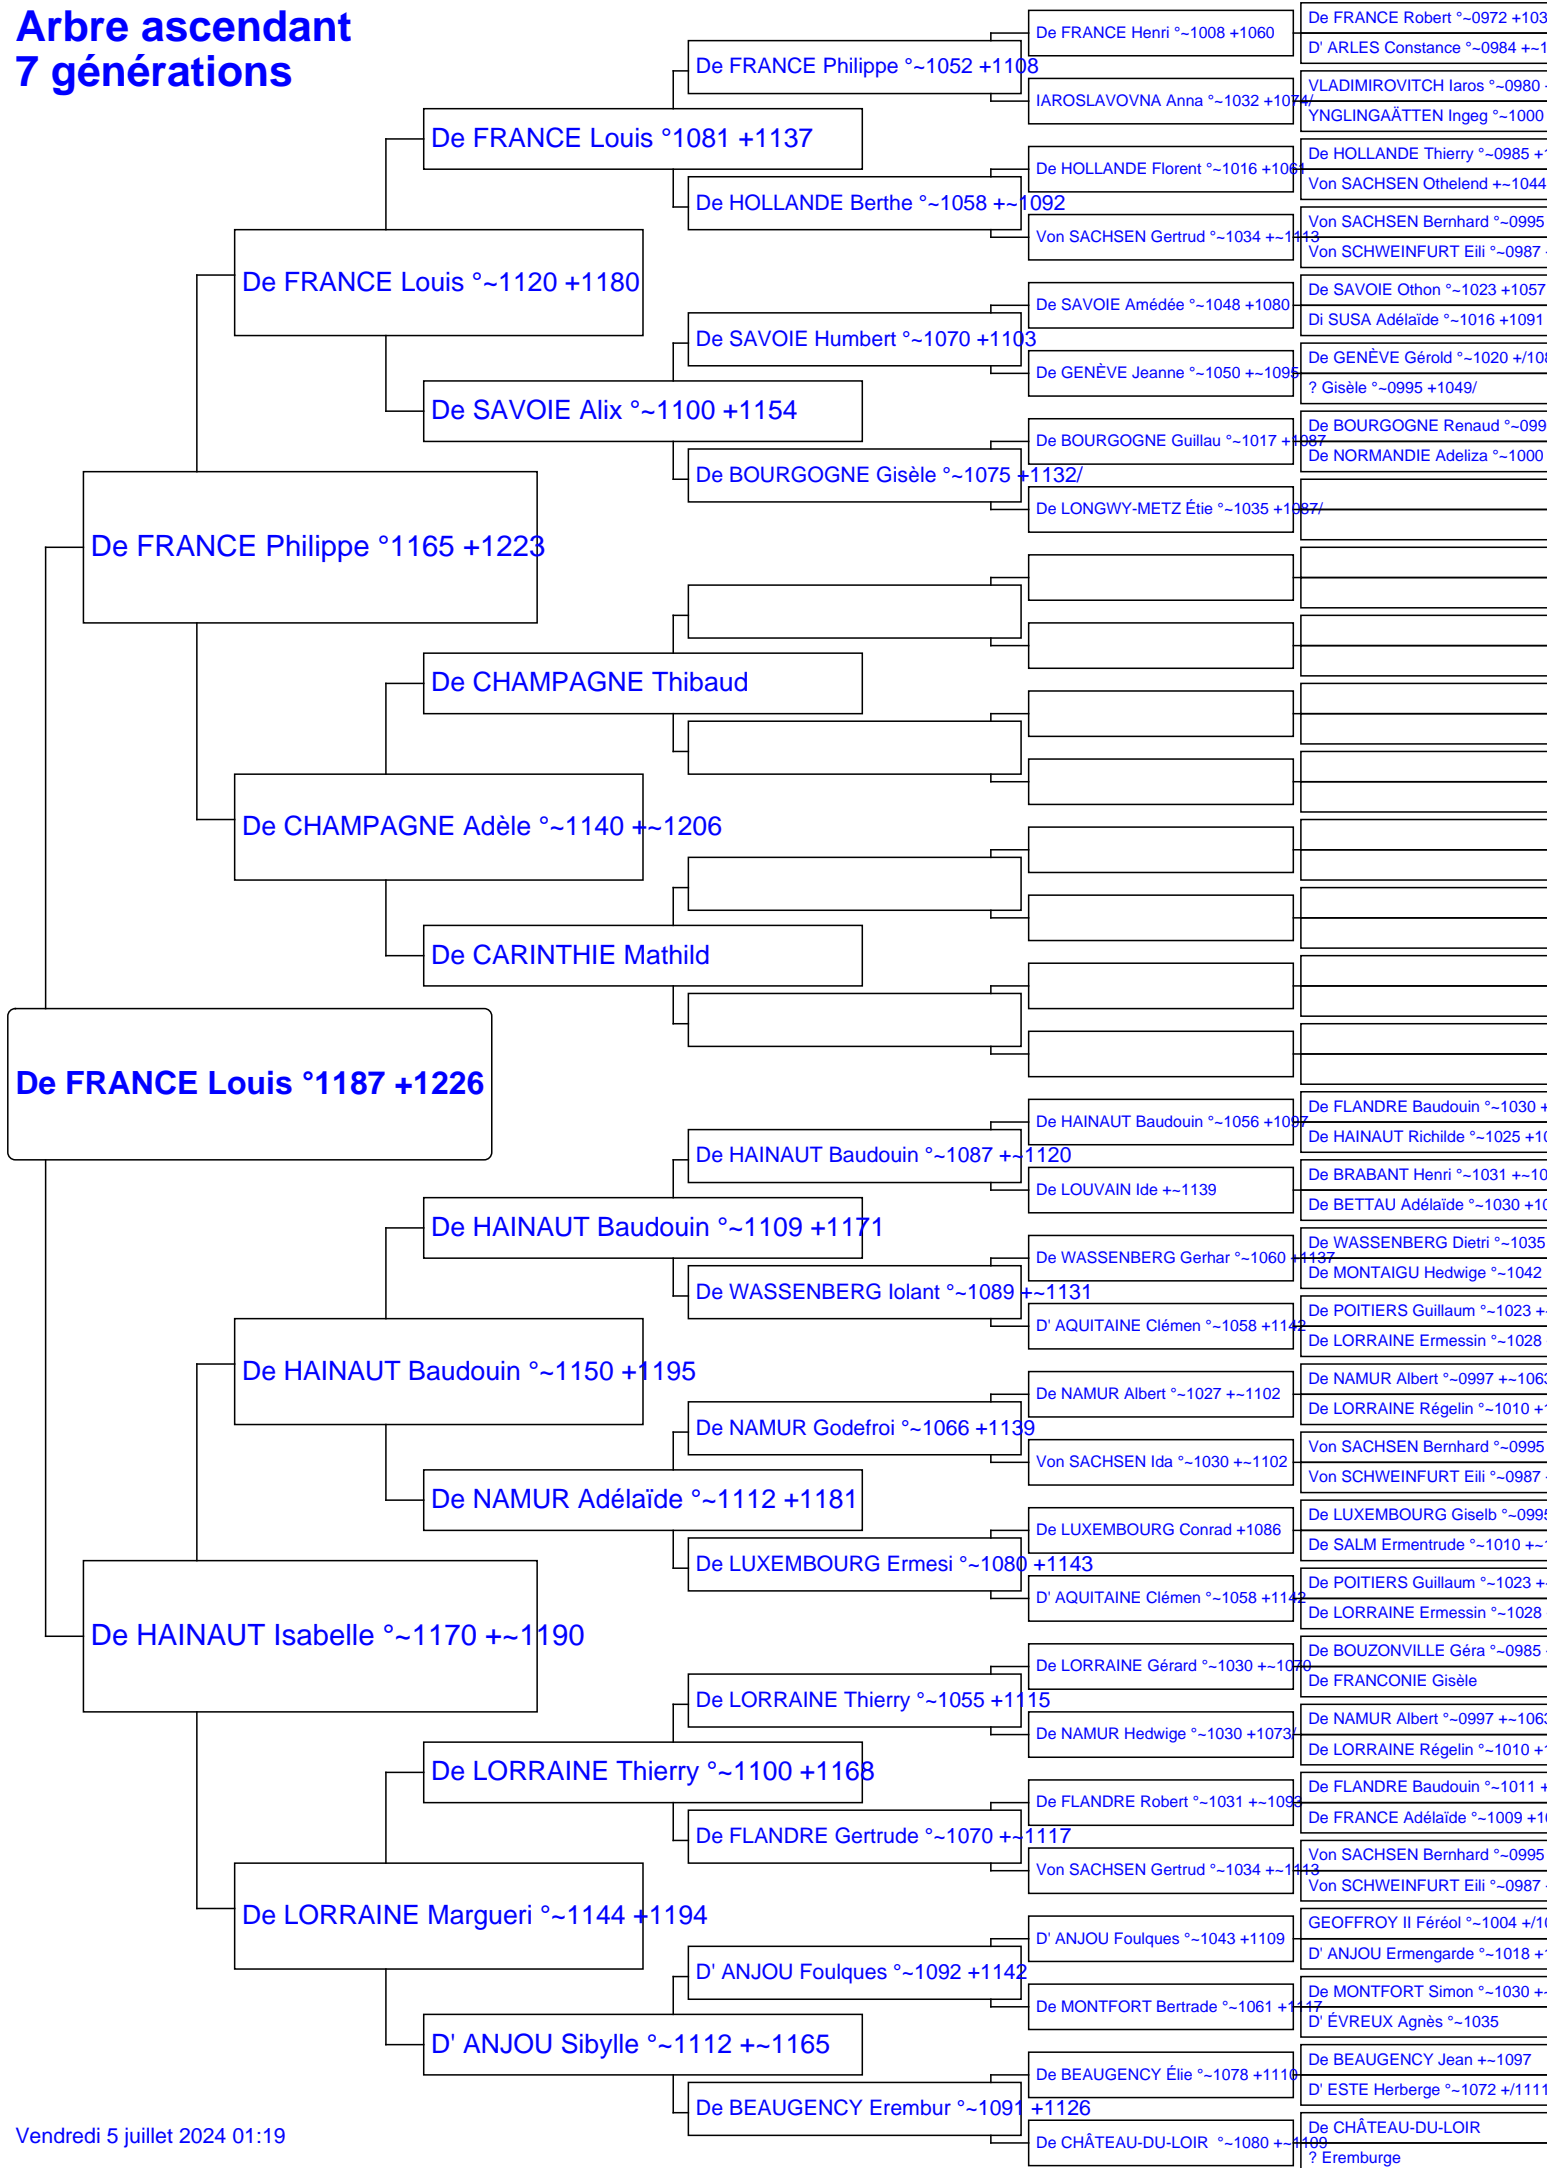 Arbre ascendant
7 générations
De FRANCE Louis °1187 +1226
De FRANCE Philippe °1165 +1223
De HAINAUT Isabelle °~1170 +~1190
De FRANCE Louis °~1120 +1180
De CHAMPAGNE Adèle °~1140 +~1206
De HAINAUT Baudouin °~1150 +1195
De LORRAINE Margueri °~1144 +1194
De FRANCE Louis °1081 +1137
De SAVOIE Alix °~1100 +1154
De CHAMPAGNE Thibaud
De CARINTHIE Mathild
De HAINAUT Baudouin °~1109 +1171
De NAMUR Adélaïde °~1112 +1181
De LORRAINE Thierry °~1100 +1168
D' ANJOU Sibylle °~1112 +~1165
De FRANCE Philippe °~1052 +1108
De HOLLANDE Berthe °~1058 +~1092
De SAVOIE Humbert °~1070 +1103
De BOURGOGNE Gisèle °~1075 +1132/
De HAINAUT Baudouin °~1087 +~1120
De WASSENBERG Iolant °~1089 +~1131
De NAMUR Godefroi °~1066 +1139
De LUXEMBOURG Ermesi °~1080 +1143
De LORRAINE Thierry °~1055 +1115
De FLANDRE Gertrude °~1070 +~1117
D' ANJOU Foulques °~1092 +1142
De BEAUGENCY Erembur °~1091 +1126
De FRANCE Henri °~1008 +1060
IAROSLAVOVNA Anna °~1032 +1074/
De HOLLANDE Florent °~1016 +1061
Von SACHSEN Gertrud °~1034 +~1113
De SAVOIE Amédée °~1048 +1080
De GENÈVE Jeanne °~1050 +~1095
De BOURGOGNE Guillau °~1017 +1087
De LONGWY-METZ Étie °~1035 +1087/
De HAINAUT Baudouin °~1056 +1097
De LOUVAIN Ide +~1139
De WASSENBERG Gerhar °~1060 +1137
D' AQUITAINE Clémen °~1058 +1142
De NAMUR Albert °~1027 +~1102
Von SACHSEN Ida °~1030 +~1102
De LUXEMBOURG Conrad +1086
D' AQUITAINE Clémen °~1058 +1142
De LORRAINE Gérard °~1030 +~1070
De NAMUR Hedwige °~1030 +1073/
De FLANDRE Robert °~1031 +~1093
Von SACHSEN Gertrud °~1034 +~1113
D' ANJOU Foulques °~1043 +1109
De MONTFORT Bertrade °~1061 +1117
De BEAUGENCY Élie °~1078 +1110
De CHÂTEAU-DU-LOIR °~1080 +~1109
De FRANCE Robert °~0972 +103
D' ARLES Constance °~0984 +~1
VLADIMIROVITCH Iaros °~0980
YNGLINGAÄTTEN Ingeg °~1000
De HOLLANDE Thierry °~0985 +1
Von SACHSEN Othelend +~1044
Von SACHSEN Bernhard °~0995
Von SCHWEINFURT Eili °~0987
De SAVOIE Othon °~1023 +1057
Di SUSA Adélaïde °~1016 +1091
De GENÈVE Gérold °~1020 +/108
? Gisèle °~0995 +1049/
De BOURGOGNE Renaud °~099
De NORMANDIE Adeliza °~1000
De FLANDRE Baudouin °~1030 +
De HAINAUT Richilde °~1025 +10
De BRABANT Henri °~1031 +~10
De BETTAU Adélaïde °~1030 +10
De WASSENBERG Dietri °~1035
De MONTAIGU Hedwige °~1042
De POITIERS Guillaum °~1023 +
De LORRAINE Ermessin °~1028
De NAMUR Albert °~0997 +~1063
De LORRAINE Régelin °~1010 +1
Von SACHSEN Bernhard °~0995
Von SCHWEINFURT Eili °~0987
De LUXEMBOURG Giselb °~0995
De SALM Ermentrude °~1010 +~1
De POITIERS Guillaum °~1023 +
De LORRAINE Ermessin °~1028
De BOUZONVILLE Géra °~0985
De FRANCONIE Gisèle
De NAMUR Albert °~0997 +~1063
De LORRAINE Régelin °~1010 +1
De FLANDRE Baudouin °~1011 +
De FRANCE Adélaïde °~1009 +10
Von SACHSEN Bernhard °~0995
Von SCHWEINFURT Eili °~0987
GEOFFROY II Féréol °~1004 +/10
D' ANJOU Ermengarde °~1018 +1
De MONTFORT Simon °~1030 +
D' ÉVREUX Agnès °~1035
De BEAUGENCY Jean +~1097
D' ESTE Herberge °~1072 +/1111
De CHÂTEAU-DU-LOIR
? Eremburge
Vendredi 5 juillet 2024 01:19